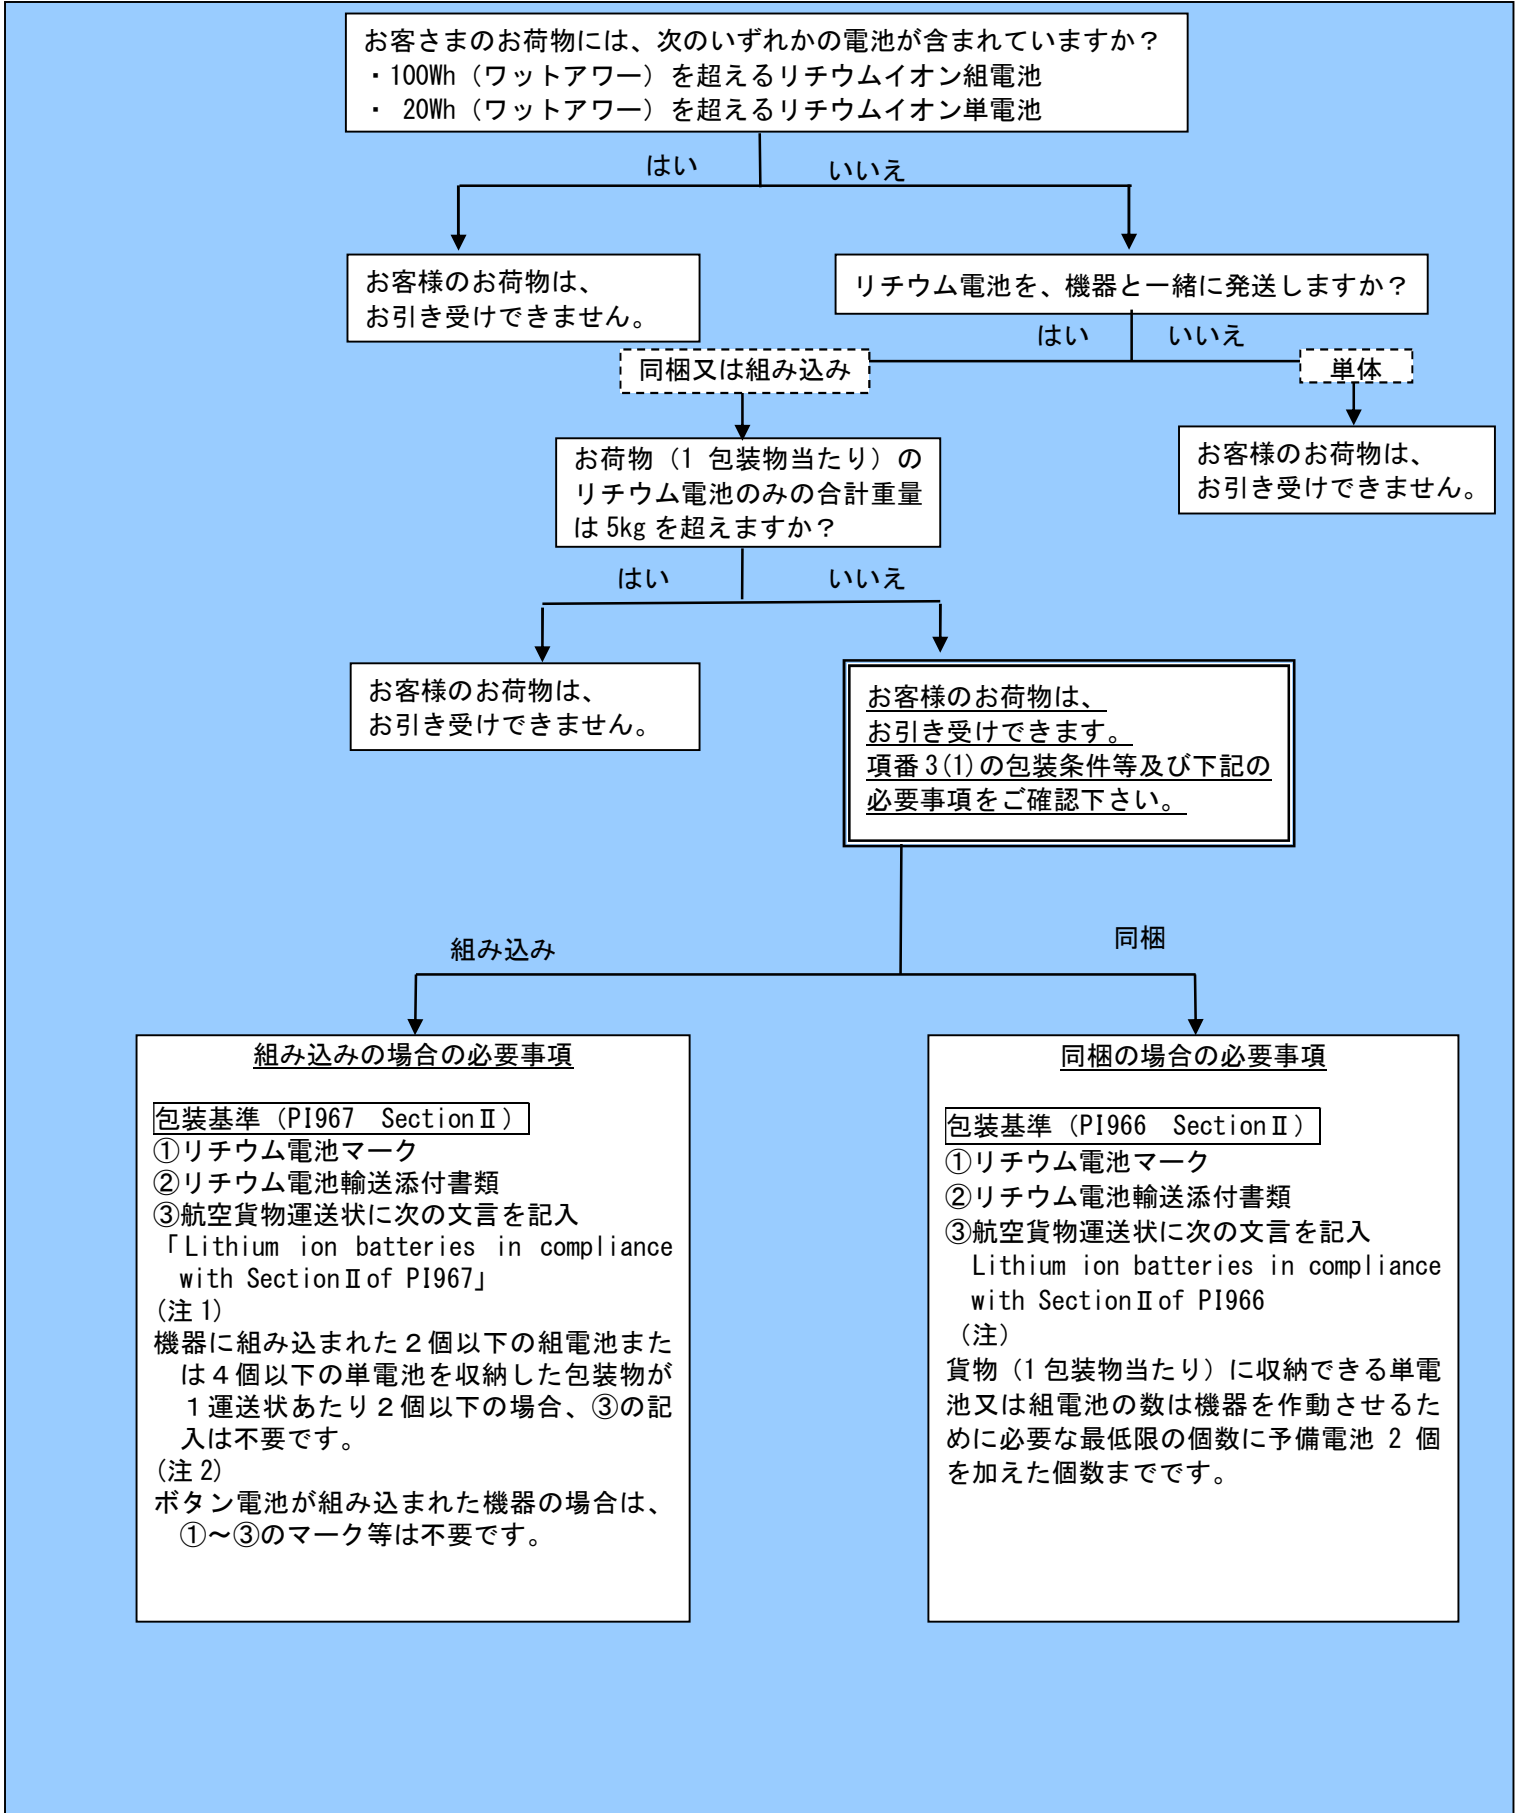 お客さまのお荷物には、次のいずれかの電池が含まれていますか？
・100Wh（ワットアワー）を超えるリチウムイオン組電池
・ 20Wh（ワットアワー）を超えるリチウムイオン単電池
はい
いいえ
お客様のお荷物は、
お引き受けできません。
リチウム電池を、機器と一緒に発送しますか？
はい
いいえ
同梱又は組み込み
単体
お荷物（1 包装物当たり）の
リチウム電池のみの合計重量
は 5kg を超えますか？
お客様のお荷物は、
お引き受けできません。
はい
いいえ
お客様のお荷物は、
お引き受けできません。
お客様のお荷物は、
お引き受けできます。
項番 3(1)の包装条件等及び下記の
必要事項をご確認下さい。
組み込み
同梱
組み込みの場合の必要事項
包装基準（PI967　SectionⅡ）
①リチウム電池マーク
②リチウム電池輸送添付書類
③航空貨物運送状に次の文言を記入
「Lithium ion batteries in compliance
with SectionⅡof PI967」
(注 1)
機器に組み込まれた２個以下の組電池また
は４個以下の単電池を収納した包装物が
１運送状あたり２個以下の場合、③の記
入は不要です。
(注 2)
ボタン電池が組み込まれた機器の場合は、
①～③のマーク等は不要です。
同梱の場合の必要事項
包装基準（PI966　SectionⅡ）
①リチウム電池マーク
②リチウム電池輸送添付書類
③航空貨物運送状に次の文言を記入
Lithium ion batteries in compliance
with SectionⅡof PI966
（注）
貨物（1 包装物当たり）に収納できる単電
池又は組電池の数は機器を作動させるた
めに必要な最低限の個数に予備電池 2 個
を加えた個数までです。